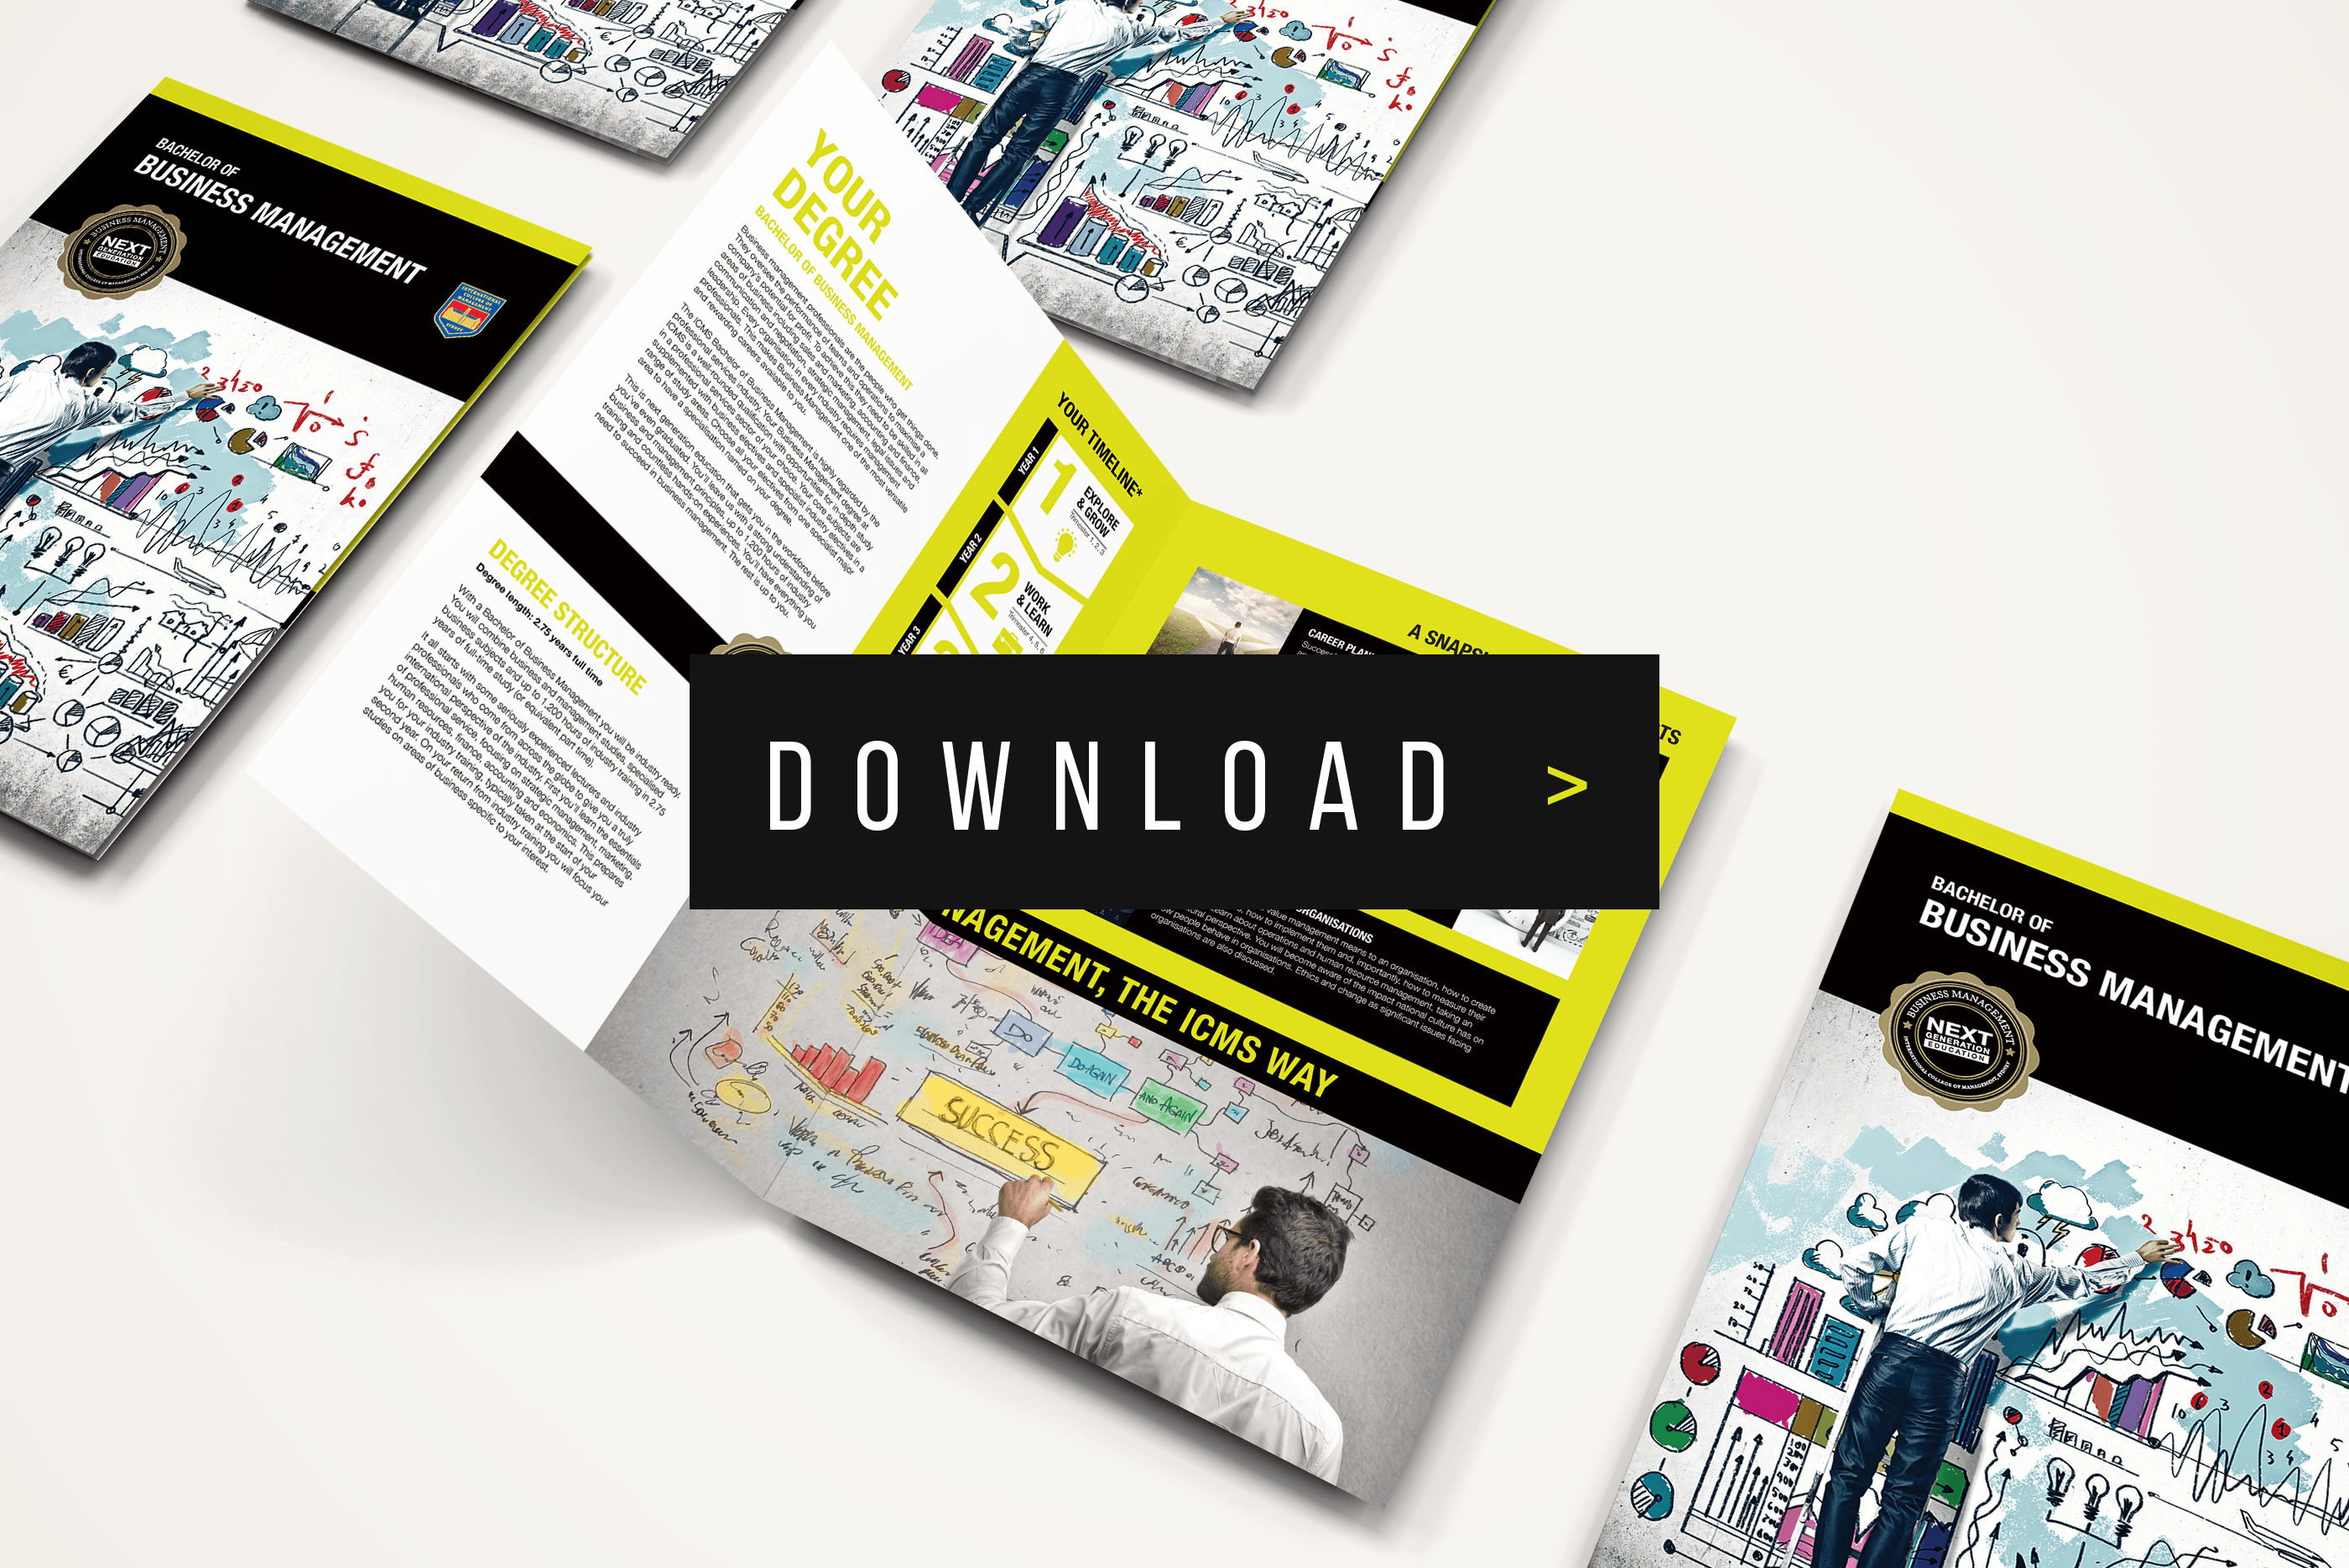 BACHELOR OF
BUSINESS MANAGEMENT
BUSINESS MANAGEMENT
NEXT
GENERATION
EDUCATION
INTERNATIONAL COLLEGE OF MANAGEMENT, SYDNEY
INTERNATIONAL
COLLEGE OF
MANAGEMENT
SYDNEY
YOUR
DEGREE
BACHELOR OF BUSINESS MANAGEMENT
Business management professionals are the people who get things done.
They oversee the performance of teams and operations to maximise a
company's potential for profit. To achieve this they need to be skilled in all
areas of business including sales and marketing, accounting and finance,
communication and negotiation, strategic management, legal issues and
leadership. Every organisation in every industry requires management
professionals. This makes a Business Management one of the most versatile
and rewarding careers available to you.
The ICMS Bachelor of Business Management is highly regarded by the
professional services industry. Your Business Management degree at
ICMS is a well-rounded qualification with opportunities for in-depth study
in a professional services sector of your choice. Your core subjects are
supplemented with business electives and specialist industry electives in a
range of study areas. Choose all your electives from one specialist major
area to have a specialisation named on your degree.
This is next generation education that gets you in the workforce before
you've even graduated. You'll leave us with a strong understanding of
business and management principles, up to 1,200 hours of industry
training and countless hands-on experiences. You'll have everything you
need to succeed in business management. The rest is up to you.
DEGREE STRUCTURE
Degree length: 2.75 years full time
With a Bachelor of Business Management you will be industry ready.
You will combine business and management studies, specialised
business subjects and up to 1,200 hours of industry training in 2.75
years of full-time study (or equivalent part time).
It all starts with some seriously experienced lecturers and industry
professionals who come from across the globe to give you a truly
international perspective of the industry. First you'll learn the essentials
of professional service, focusing on strategic management, marketing,
human resources, finance, accounting and economics. This prepares
you for your industry training, typically taken at the start of your
second year. On your return from industry training you will focus your
studies on areas of business specific to your interest.
YOUR TIMELINE*
YEAR 1
1
EXPLORE
& GROW
Trimester 1, 2, 3
YEAR 2
2
WORK
& LEARN
Trimester 4, 5, 6
YEAR 3
CAREER
DOWNLOAD >
ORGANISATIONS
value management means to an organisation, how to create
how to implement them and, importantly, how to measure their
learn about operations and human resource management, taking an
perspective. You will become aware of the impact national culture has on
people behave in organisations. Ethics and change as significant issues facing
organisations are also discussed.
MANAGEMENT, THE ICMS WAY
IDEA
DO
DO AGAIN
AND AGAIN
SUCCESS
BACHELOR OF
BUSINESS MANAGEMENT
BUSINESS MANAGEMENT
NEXT
GENERATION
EDUCATION
INTERNATIONAL COLLEGE OF MANAGEMENT, SYDNEY